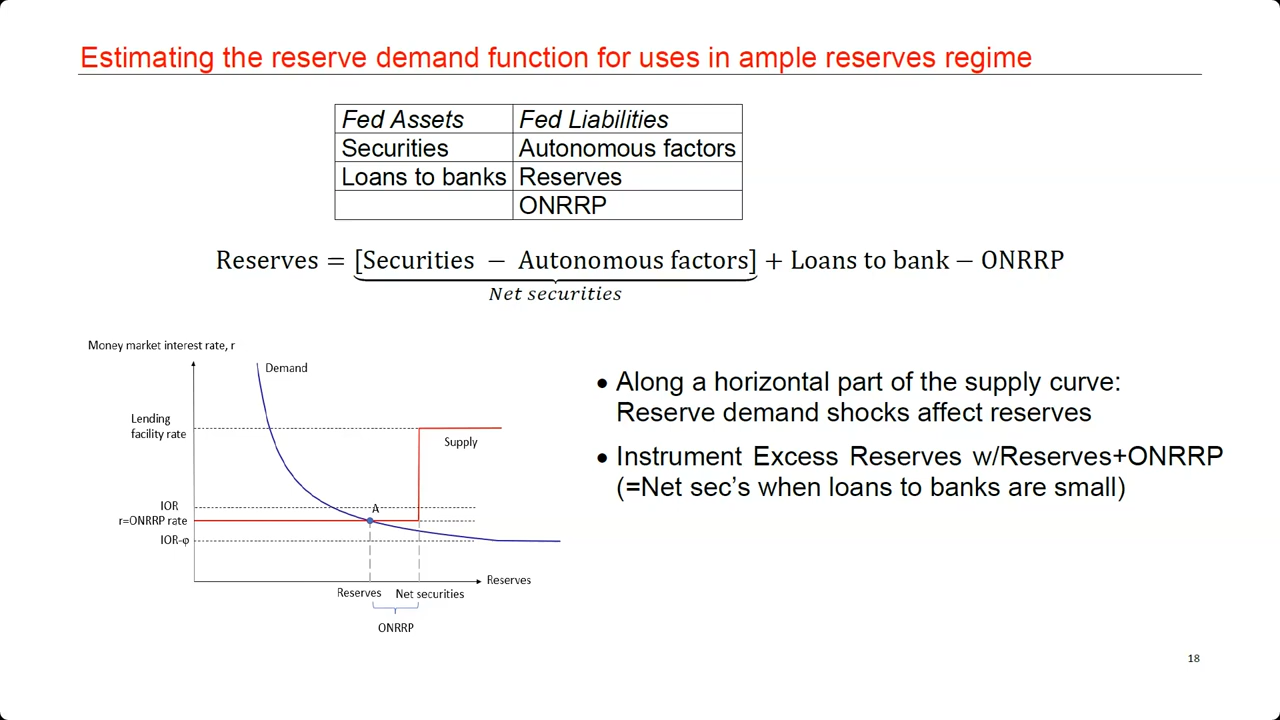 Estimating the reserve demand function for uses in ample reserves regime
Fed Assets Fed Liabilities
Securities Autonomous factors
Loans to banks Reserves
ONRRP
Reserves = [Securities − Autonomous factors] + Loans to bank − ONRRP
Net securities
Money market interest rate, r
Demand
Lending
facility rate
Supply
IOR
A
r=ONRRP rate
IOR-φ
Reserves
Reserves Net securities
ONRRP
• Along a horizontal part of the supply curve:
Reserve demand shocks affect reserves
• Instrument Excess Reserves w/Reserves+ONRRP
(=Net sec's when loans to banks are small)
18